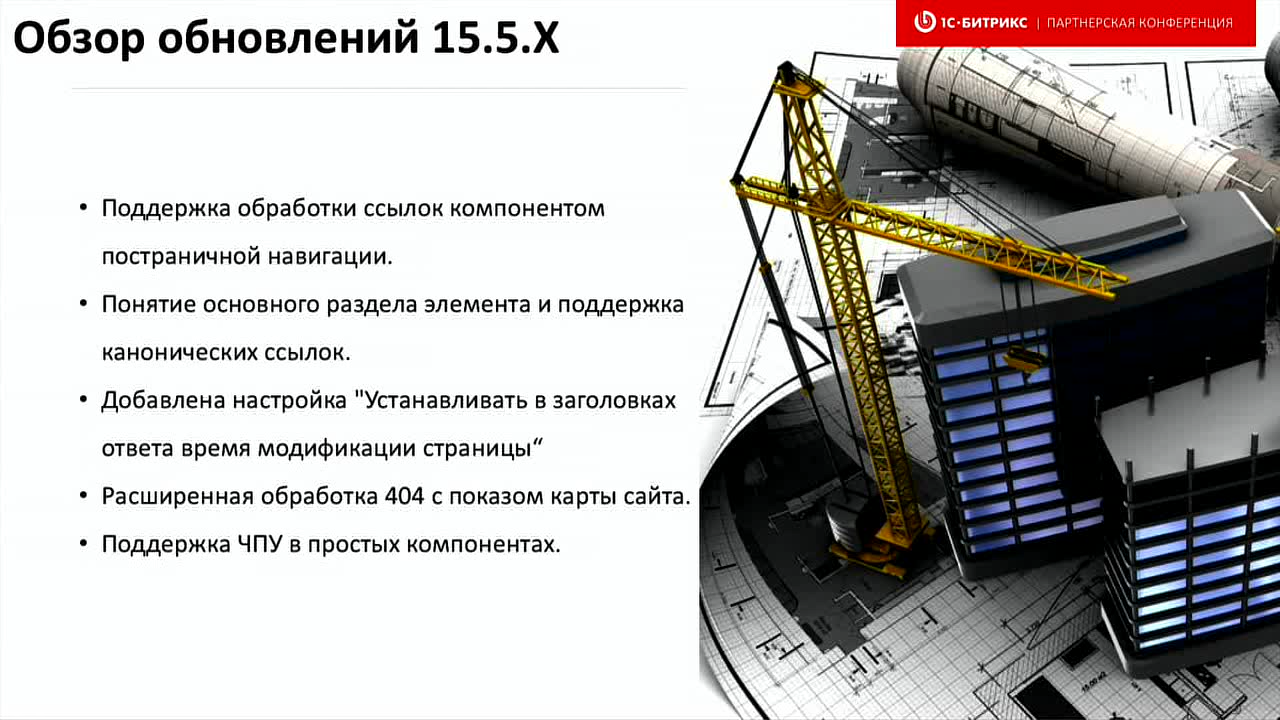 Обзор обновлений 15.5.X
1С·БИТРИКС | ПАРТНЕРСКАЯ КОНФЕРЕНЦИЯ
• Поддержка обработки ссылок компонентом
постраничной навигации.
• Понятие основного раздела элемента и поддержка
канонических ссылок.
• Добавлена настройка "Устанавливать в заголовках
ответа время модификации страницы“
• Расширенная обработка 404 с показом карты сайта.
• Поддержка ЧПУ в простых компонентах.